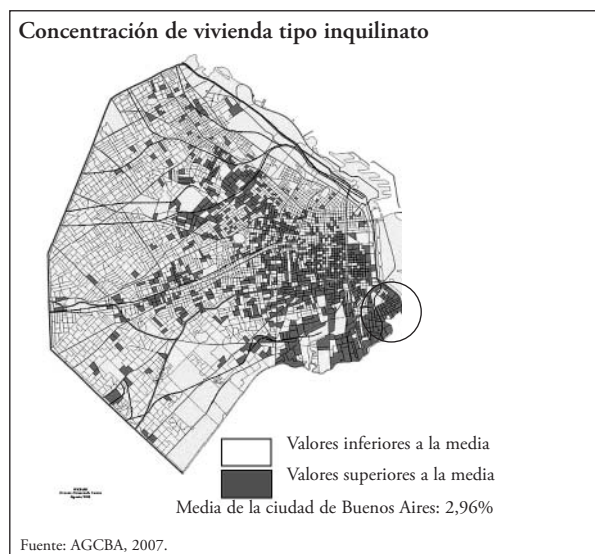 Concentración de vivienda tipo inquilinato
Valores inferiores a la media
Valores superiores a la media
Media de la ciudad de Buenos Aires: 2,96%
Fuente: AGCBA, 2007.